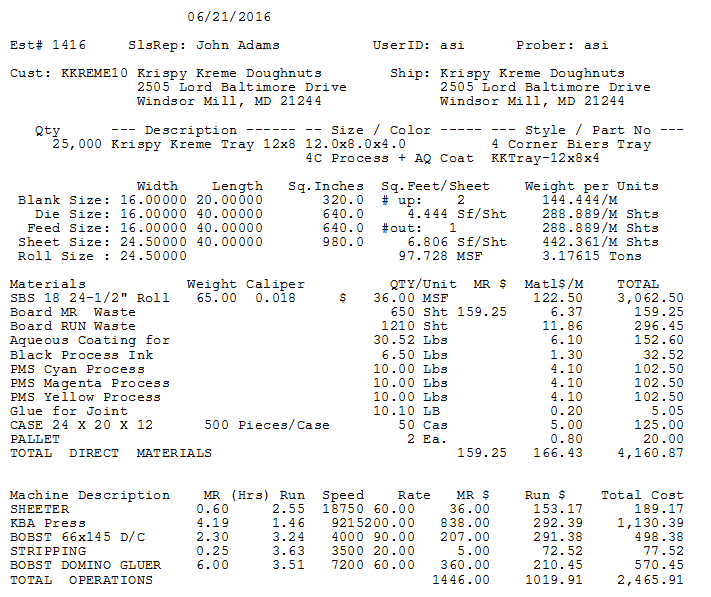 06/21/2016
Est# 1416 SlsRep: John Adams UserID: asi Prober: asi
Cust: KKREME10 Krispy Kreme Doughnuts Ship: Krispy Kreme Doughnuts
2505 Lord Baltimore Drive 2505 Lord Baltimore Drive
Windsor Mill, MD 21244 Windsor Mill, MD 21244
Qty --- Description ------ -- Size / Color ----- --- Style / Part No ---
25,000 Krispy Kreme Tray 12x8 12.0x8.0x4.0 4 Corner Biers Tray
4C Process + AQ Coat KKTray-12x8x4
Width Length Sq.Inches Sq.Feet/Sheet Weight per Units
Blank Size: 16.00000 20.00000 320.0 # up: 2 144.444/M
Die Size: 16.00000 40.00000 640.0 4.444 Sf/Sht 288.889/M Shts
Feed Size: 16.00000 40.00000 640.0 #out: 1 288.889/M Shts
Sheet Size: 24.50000 40.00000 980.0 6.806 Sf/Sht 442.361/M Shts
Roll Size : 24.50000 97.728 MSF 3.17615 Tons
Materials Weight Caliper QTY/Unit MR $ Matl$/M TOTAL
SBS 18 24-1/2" Roll 65.00 0.018 $ 36.00 MSF 122.50 3,062.50
Board MR Waste 650 Sht 159.25 6.37 159.25
Board RUN Waste 1210 Sht 11.86 296.45
Aqueous Coating for 30.52 Lbs 6.10 152.60
Black Process Ink 6.50 Lbs 1.30 32.52
PMS Cyan Process 10.00 Lbs 4.10 102.50
PMS Magenta Process 10.00 Lbs 4.10 102.50
PMS Yellow Process 10.00 Lbs 4.10 102.50
Glue for Joint 10.10 LB 0.20 5.05
CASE 24 X 20 X 12 500 Pieces/Case 50 Cas 5.00 125.00
PALLET 2 Ea. 0.80 20.00
TOTAL DIRECT MATERIALS 159.25 166.43 4,160.87
Machine Description MR (Hrs) Run Speed Rate MR $ Run $ Total Cost
SHEETER 0.60 2.55 18750 60.00 36.00 153.17 189.17
KBA Press 4.19 1.46 9215200.00 838.00 292.39 1,130.39
BOBST 66x145 D/C 2.30 3.24 4000 90.00 207.00 291.38 498.38
STRIPPING 0.25 3.63 3500 20.00 5.00 72.52 77.52
BOBST DOMINO GLUER 6.00 3.51 7200 60.00 360.00 210.45 570.45
TOTAL OPERATIONS 1446.00 1019.91 2,465.91